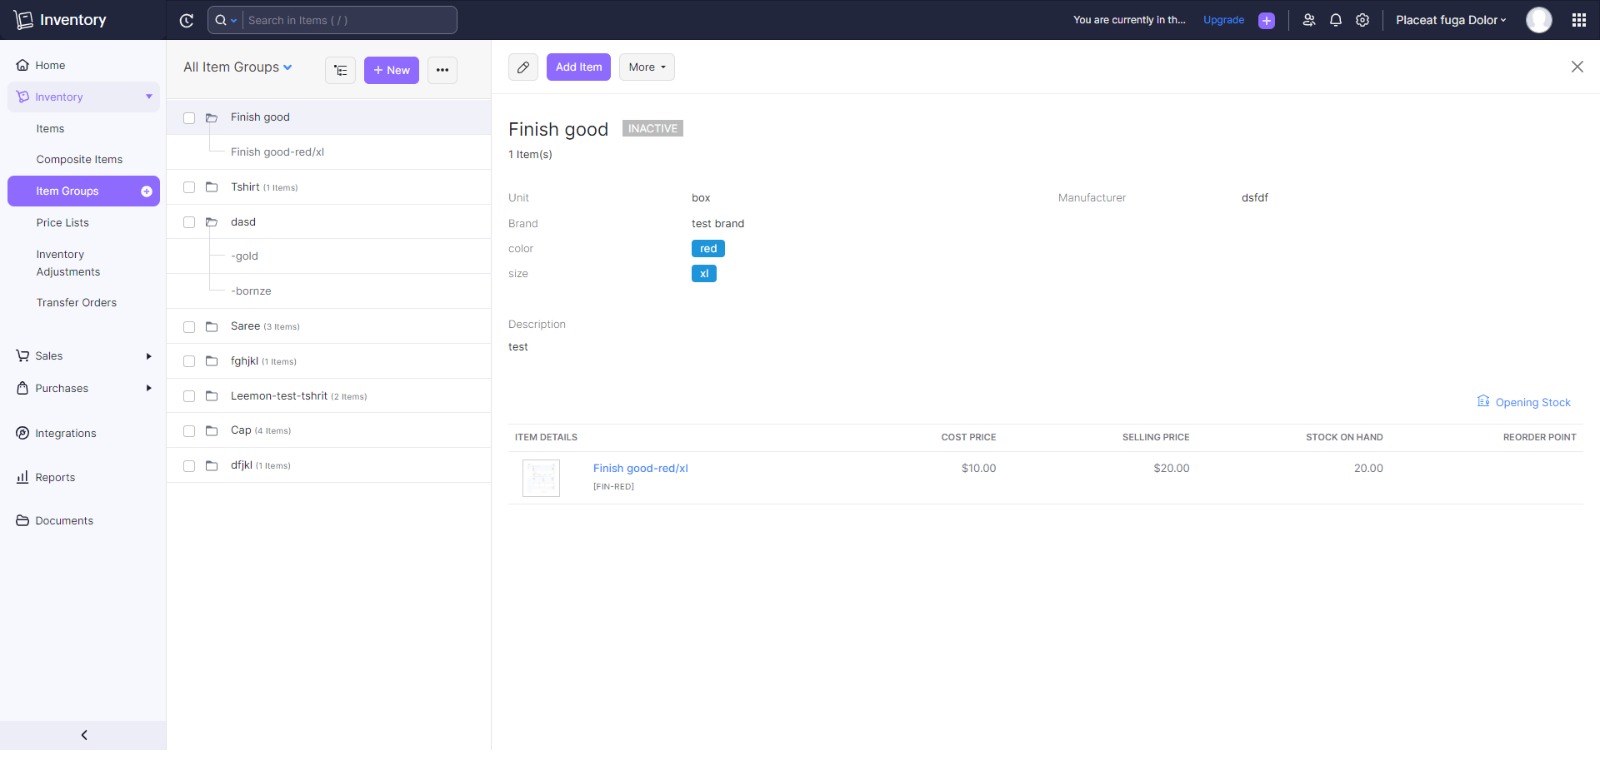 Inventory
Search in Items ( / )
You are currently in th...
Upgrade
Placeat fuga Dolor
Home
Inventory
Items
Composite Items
Item Groups
Price Lists
Inventory
Adjustments
Transfer Orders
Sales
Purchases
Integrations
Reports
Documents
All Item Groups
+ New
Finish good
Finish good-red/xl
Tshirt (1 Items)
dasd
-gold
-bornze
Saree (3 Items)
fghjkl (1 Items)
Leemon-test-tshrit (2 Items)
Cap (4 Items)
dfjkl (1 Items)
Add Item
More
Finish good INACTIVE
1 Item(s)
Unit box Manufacturer dsfdf
Brand test brand
color red
size xl
Description
test
Opening Stock
ITEM DETAILS COST PRICE SELLING PRICE STOCK ON HAND REORDER POINT
Finish good-red/xl $10.00 $20.00 20.00
[FIN-RED]